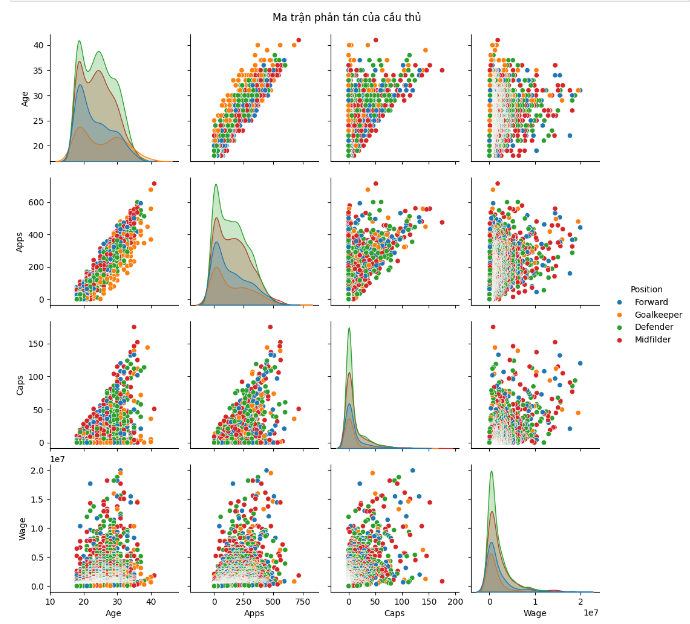 Ma trận phân tán của cầu thủ
40
35
30
25
20
Age
600
400
200
0
Apps
Position
Forward
Goalkeeper
Defender
Midfilder
150
100
50
0
Caps
1e7
2.0
1.5
1.0
0.5
0.0
Wage
10 20 30 40
0 250 500 750
0 50 100 150 200
0 1 2
1e7
Age Apps Caps Wage